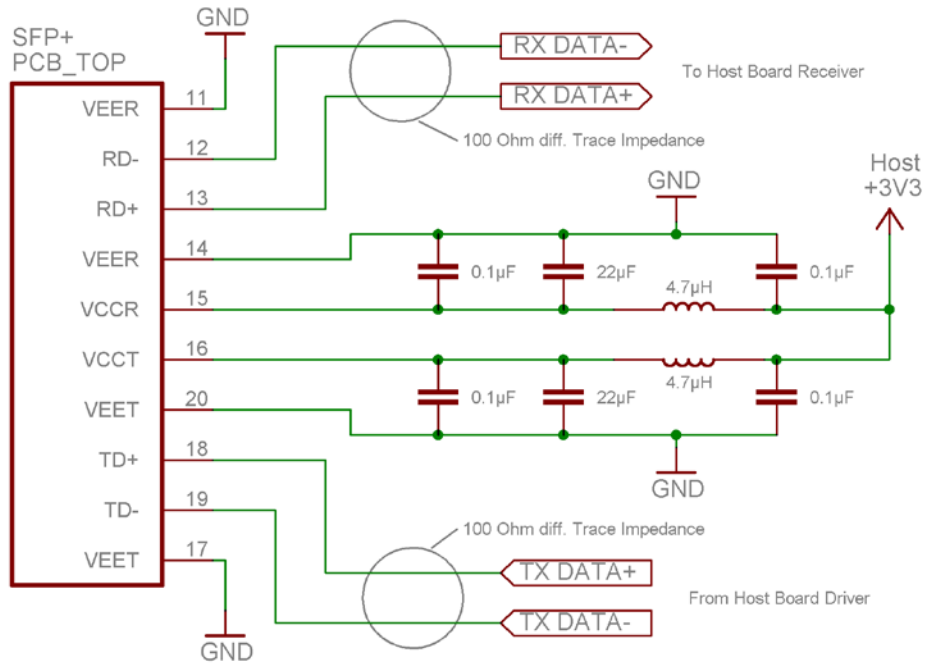 SFP+
PCB_TOP
GND
VEER 11
RD- 12
RD+ 13
VEER 14
VCCR 15
VCCT 16
VEET 20
TD+ 18
TD- 19
VEET 17
GND
RX DATA-
RX DATA+
To Host Board Receiver
100 Ohm diff. Trace Impedance
GND
Host
+3V3
0.1µF
22µF
4.7µH
0.1µF
0.1µF
22µF
4.7µH
0.1µF
GND
100 Ohm diff. Trace Impedance
TX DATA+
TX DATA-
From Host Board Driver